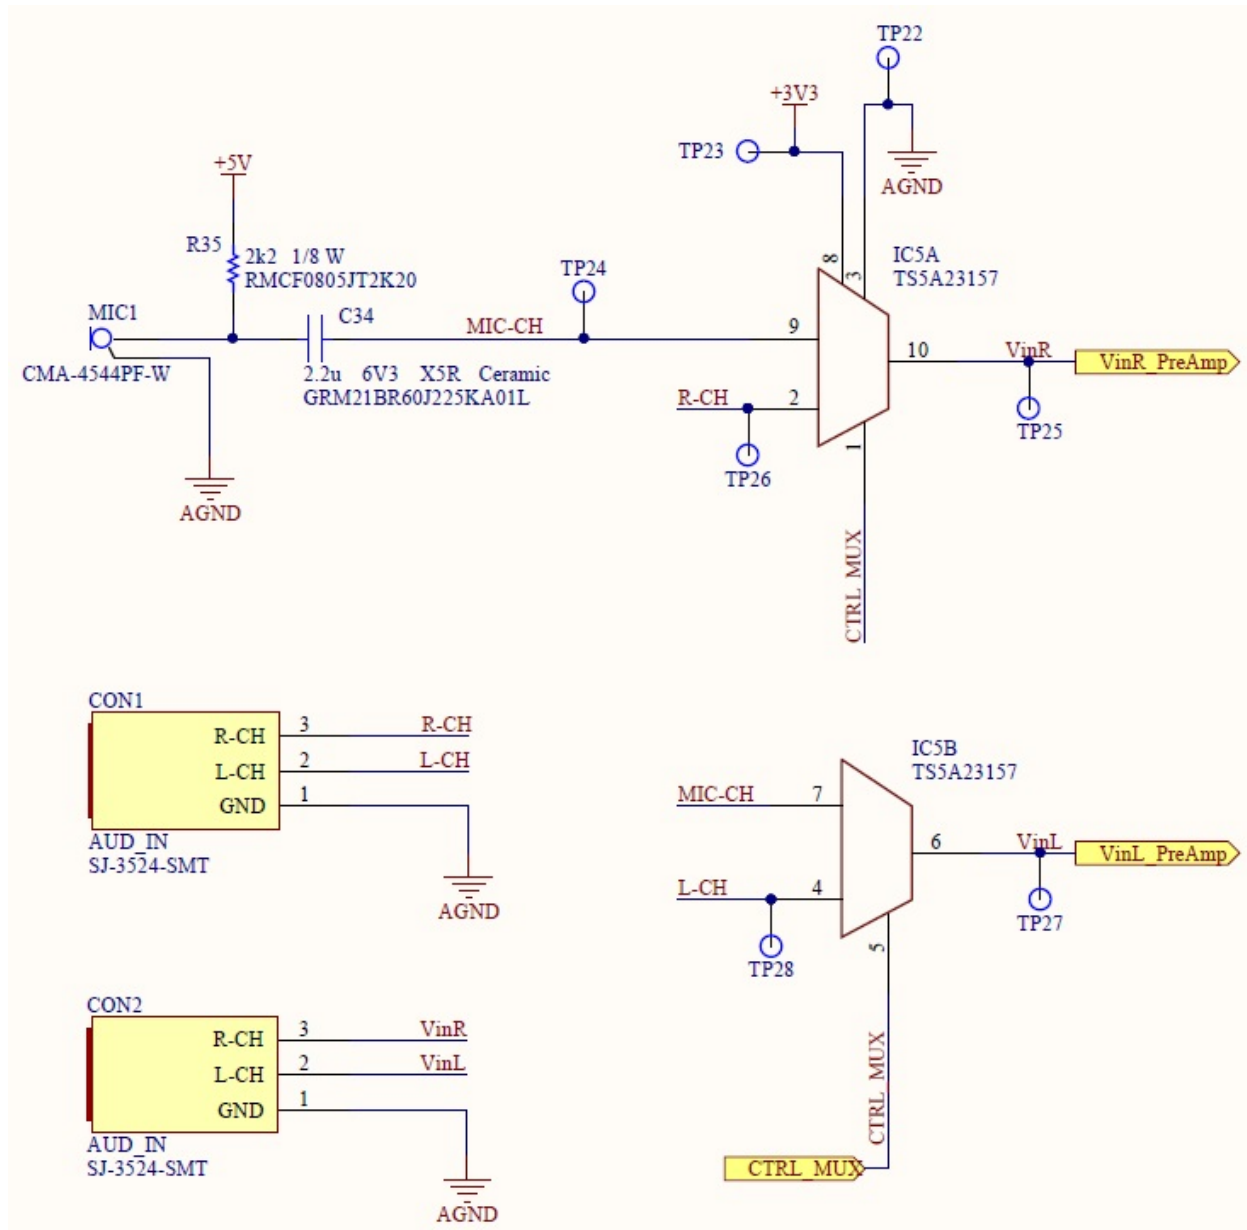 TP22
+3V3
TP23
AGND
+5V
R35
2k2 1/8 W
RMCF0805JT2K20
TP24
8
3
IC5A
TS5A23157
MIC1
C34
MIC-CH
9
10
VinR
VinR_PreAmp
CMA-4544PF-W
2.2u 6V3 X5R Ceramic
GRM21BR60J225KA01L
R-CH
2
TP25
TP26
1
AGND
CTRL_MUX
CON1
R-CH
3
R-CH
L-CH
2
L-CH
GND
1
AUD_IN
SJ-3524-SMT
AGND
IC5B
TS5A23157
MIC-CH
7
6
VinL
VinL_PreAmp
L-CH
4
TP27
TP28
5
CON2
R-CH
3
VinR
L-CH
2
VinL
GND
1
AUD_IN
SJ-3524-SMT
AGND
CTRL_MUX
CTRL_MUX